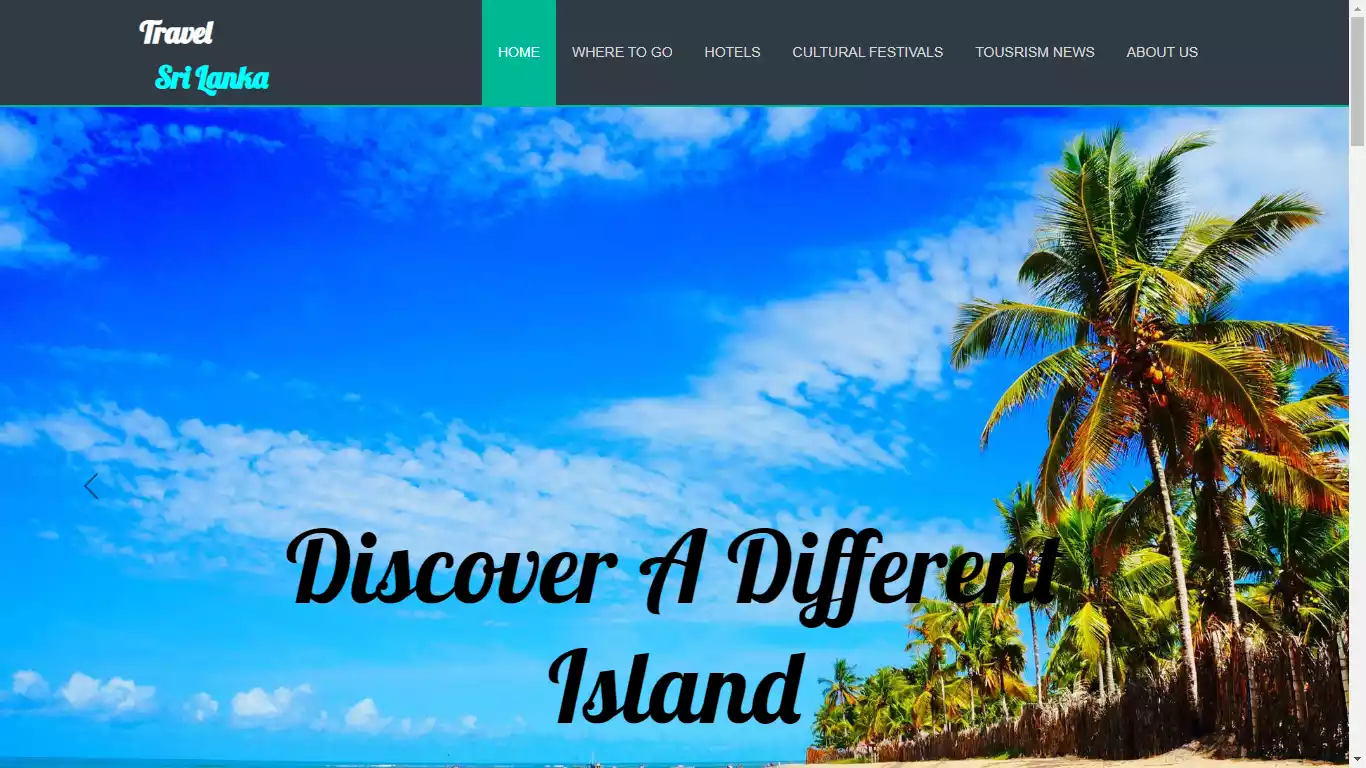 Travel
Sri Lanka
HOME WHERE TO GO HOTELS CULTURAL FESTIVALS TOUSRISM NEWS ABOUT US
Discover A Different
Island